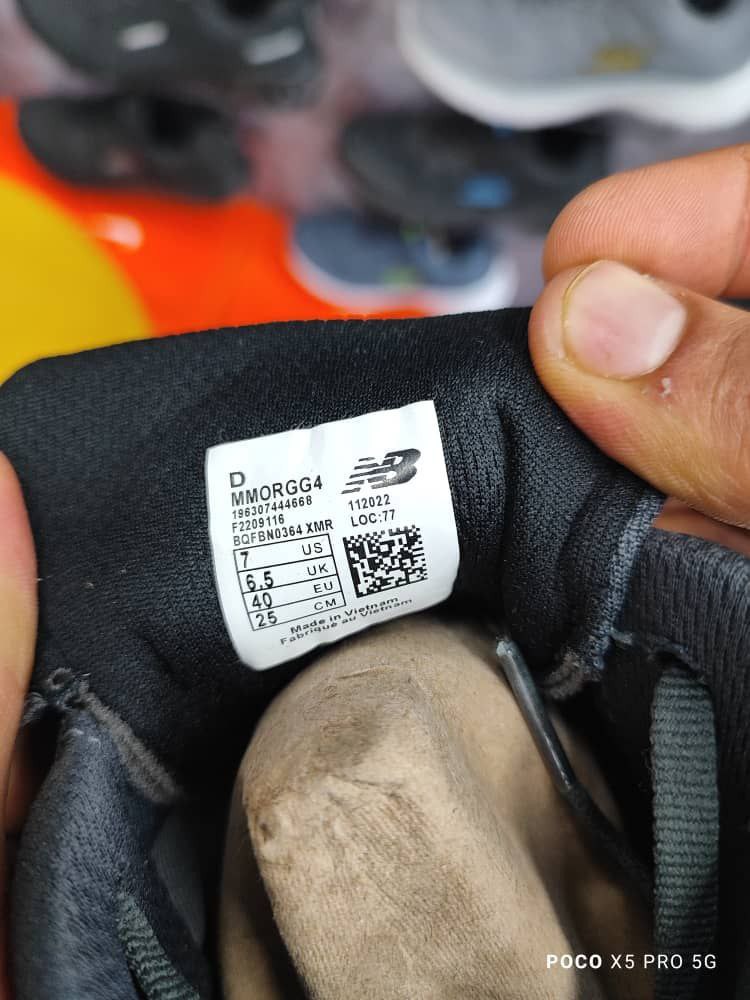 D
MMORGG4
196307444668
F2209116
BQFBN0364 XMR
NB
112022
LOC:77
7 US
6.5 UK
40 EU
25 CM
Made in Vietnam
Fabriqué au Vietnam
POCO X5 PRO 5G